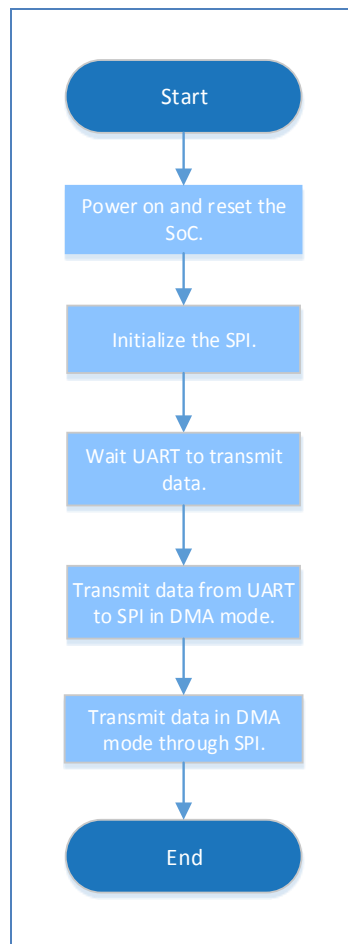 Start
Power on and reset the
SoC.
Initialize the SPI.
Wait UART to transmit
data.
Transmit data from UART
to SPI in DMA mode.
Transmit data in DMA
mode through SPI.
End